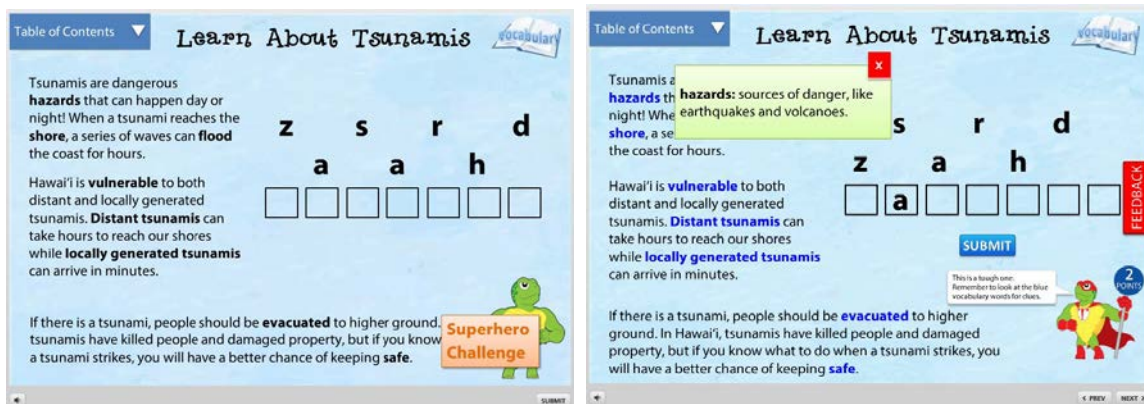 Table of Contents
Learn About Tsunamis
vocabulary
Tsunamis are dangerous
hazards that can happen day or
night! When a tsunami reaches the
shore, a series of waves can flood
the coast for hours.
z s r d
a a h
Hawai'i is vulnerable to both
distant and locally generated
tsunamis. Distant tsunamis can
take hours to reach our shores
while locally generated tsunamis
can arrive in minutes.
If there is a tsunami, people should be evacuated to higher ground.
tsunamis have killed people and damaged property, but if you know
a tsunami strikes, you will have a better chance of keeping safe.
Superhero
Challenge
SUBMIT
Table of Contents
Learn About Tsunamis
vocabulary
Tsunamis a
hazards th
night! Whe
shore, a se
the coast for hours.
x
hazards: sources of danger, like
earthquakes and volcanoes.
s r d
z a h
a
Hawai'i is vulnerable to both
distant and locally generated
tsunamis. Distant tsunamis can
take hours to reach our shores
while locally generated tsunamis
can arrive in minutes.
FEEDBACK
SUBMIT
This is a tough one.
Remember to look at the blue
vocabulary words for clues.
2
POINTS
If there is a tsunami, people should be evacuated to higher
ground. In Hawai'i, tsunamis have killed people and damaged
property, but if you know what to do when a tsunami strikes, you
will have a better chance of keeping safe.
< PREV NEXT >